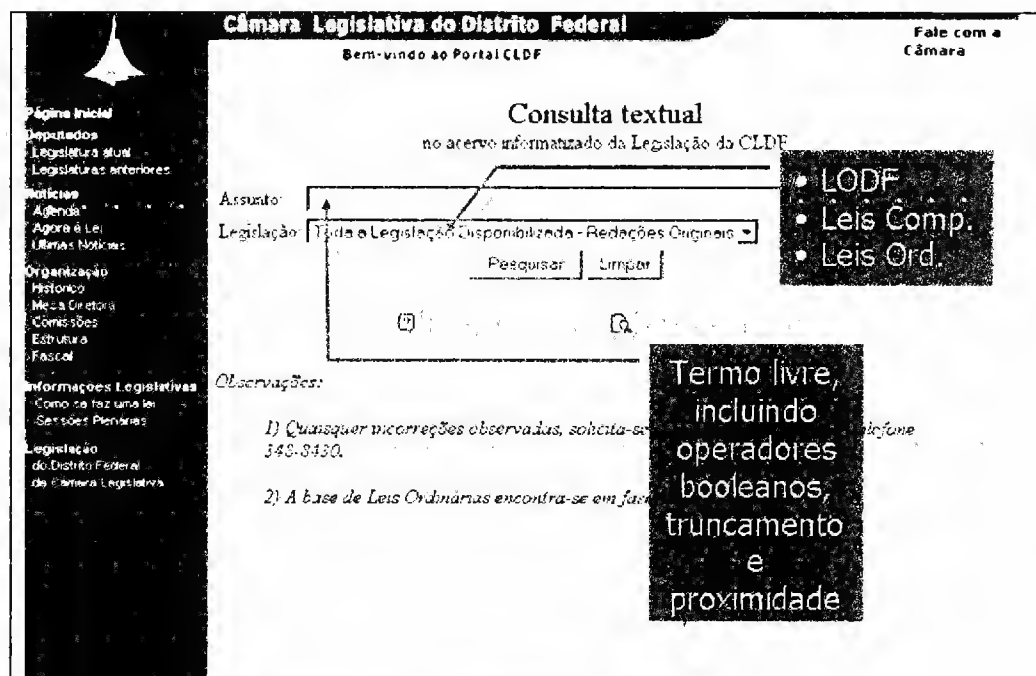 Câmara Legislativa do Distrito Federal
Bem-vindo ao Portal CLDF
Fale com a
Câmara
Página Inicial
Deputados
Legislatura atual
Legislaturas anteriores
Notícias
Agenda
Agora é Lei
Últimas Notícias
Organização
Histórico
Mesa Diretora
Comissões
Estrutura
Fascal
Informações Legislativas
Como se faz uma lei
Sessões Plenárias
Legislação
do Distrito Federal
da Câmara Legislativa
Consulta textual
no acervo informatizado da Legislação da CLDF
Assunto:
Legislação: Toda a Legislação Disponibilizada - Redações Originais
Pesquisar Limpar
• LODF
• Leis Comp.
• Leis Ord.
Termo livre,
incluindo
operadores
booleanos,
truncamento
e
proximidade
Observações:
1) Quaisquer incorreções observadas, solicita-se
348-8430.
2) A base de Leis Ordinárias encontra-se em